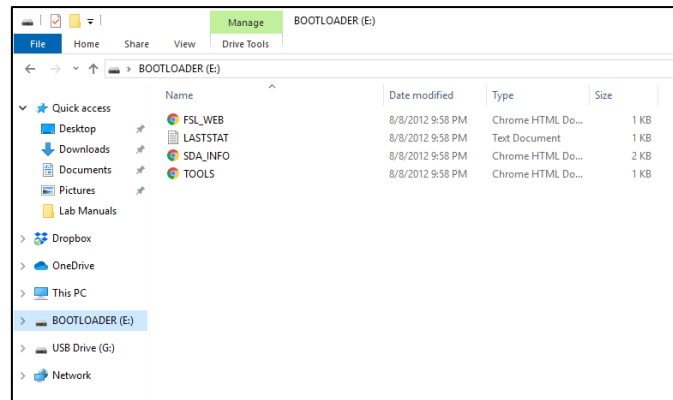 Manage BOOTLOADER (E:)
File Home Share View Drive Tools
BOOTLOADER (E:)
Name Date modified Type Size
Quick access
Desktop
Downloads
Documents
Pictures
Lab Manuals
Dropbox
OneDrive
This PC
BOOTLOADER (E:)
USB Drive (G:)
Network
FSL_WEB 8/8/2012 9:58 PM Chrome HTML Do... 1 KB
LASTSTAT 8/8/2012 9:58 PM Text Document 1 KB
SDA_INFO 8/8/2012 9:58 PM Chrome HTML Do... 2 KB
TOOLS 8/8/2012 9:58 PM Chrome HTML Do... 1 KB